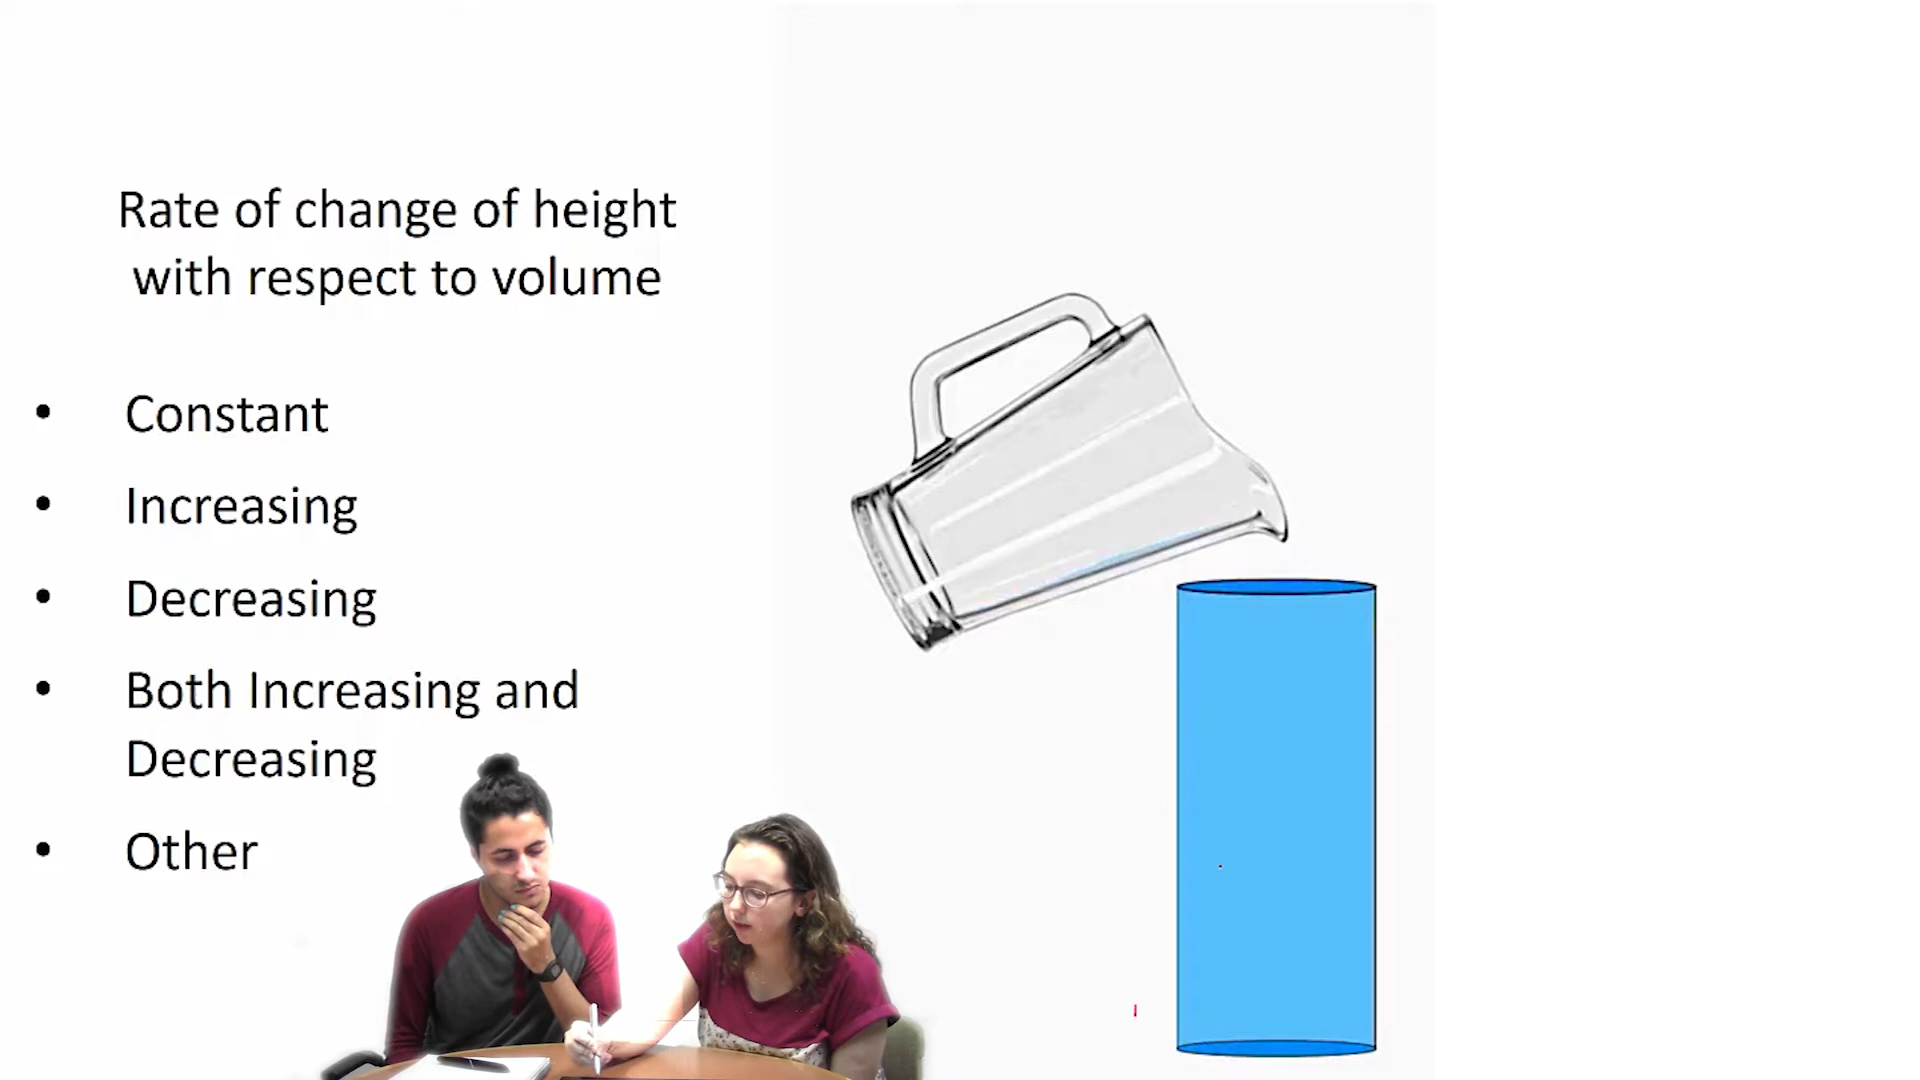 Rate of change of height
with respect to volume
• Constant
• Increasing
• Decreasing
• Both Increasing and
Decreasing
• Other